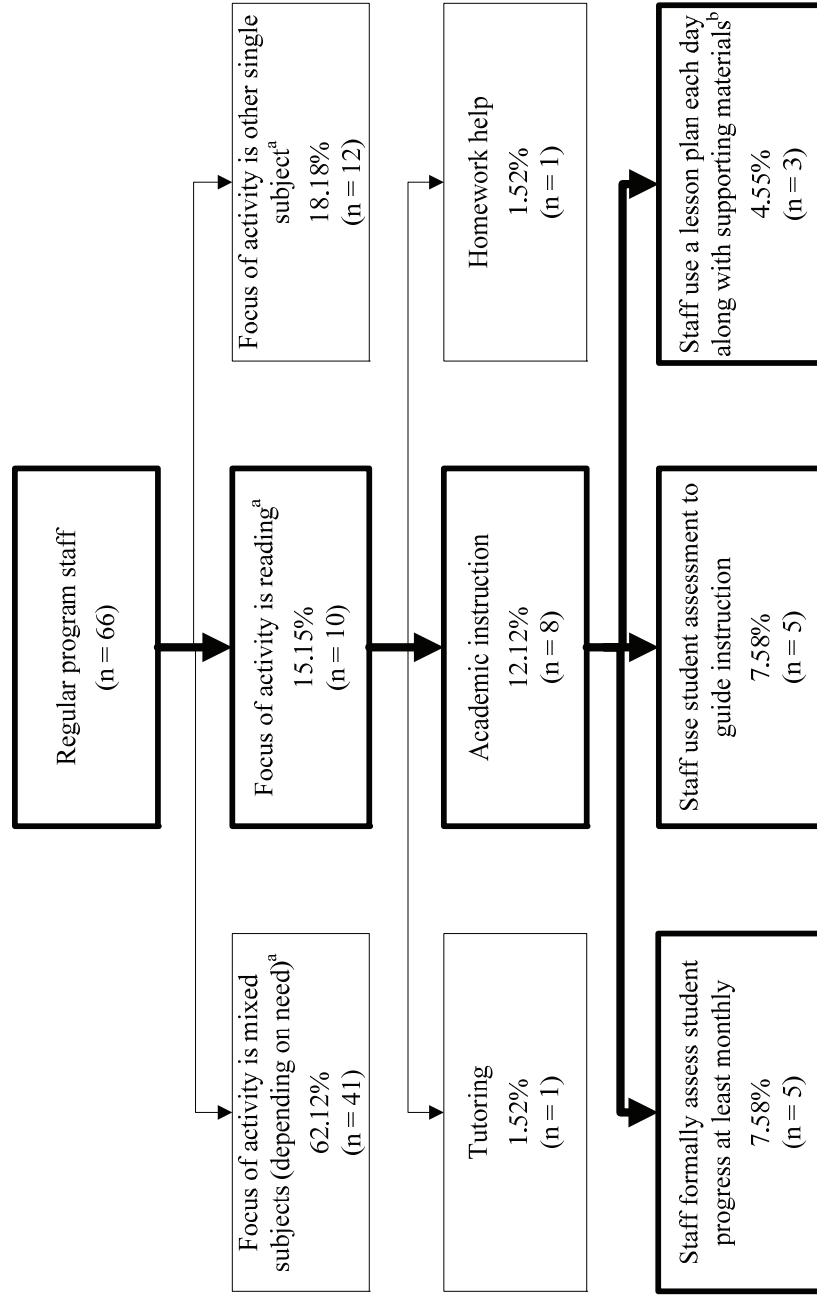 Regular program staff
(n = 66)
Focus of activity is mixed
subjects (depending on need)ᵃ
62.12%
(n = 41)
Focus of activity is readingᵃ
15.15%
(n = 10)
Focus of activity is other single
subjectᵃ
18.18%
(n = 12)
Tutoring
1.52%
(n = 1)
Academic instruction
12.12%
(n = 8)
Homework help
1.52%
(n = 1)
Staff formally assess student
progress at least monthly
7.58%
(n = 5)
Staff use student assessment to
guide instruction
7.58%
(n = 5)
Staff use a lesson plan each day
along with supporting materialsᵇ
4.55%
(n = 3)